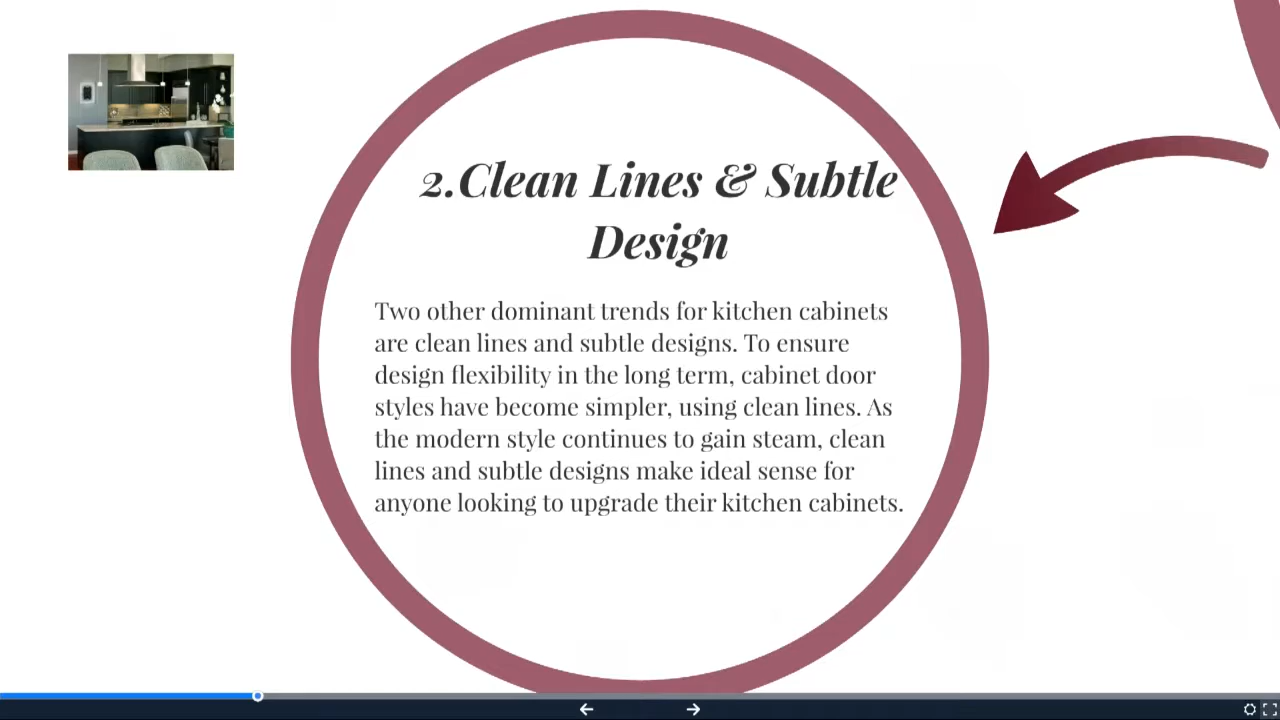 2.Clean Lines & Subtle
Design
Two other dominant trends for kitchen cabinets
are clean lines and subtle designs. To ensure
design flexibility in the long term, cabinet door
styles have become simpler, using clean lines. As
the modern style continues to gain steam, clean
lines and subtle designs make ideal sense for
anyone looking to upgrade their kitchen cabinets.